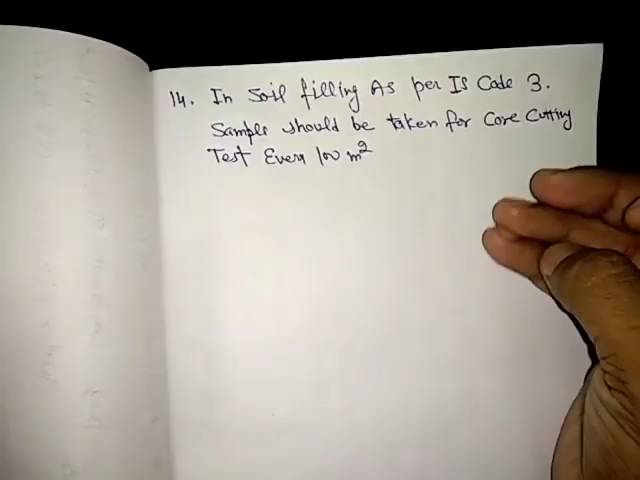 14. In Soil filling As per IS Code 3.
Sample should be taken for Core Cutting
Test Every 100 m²